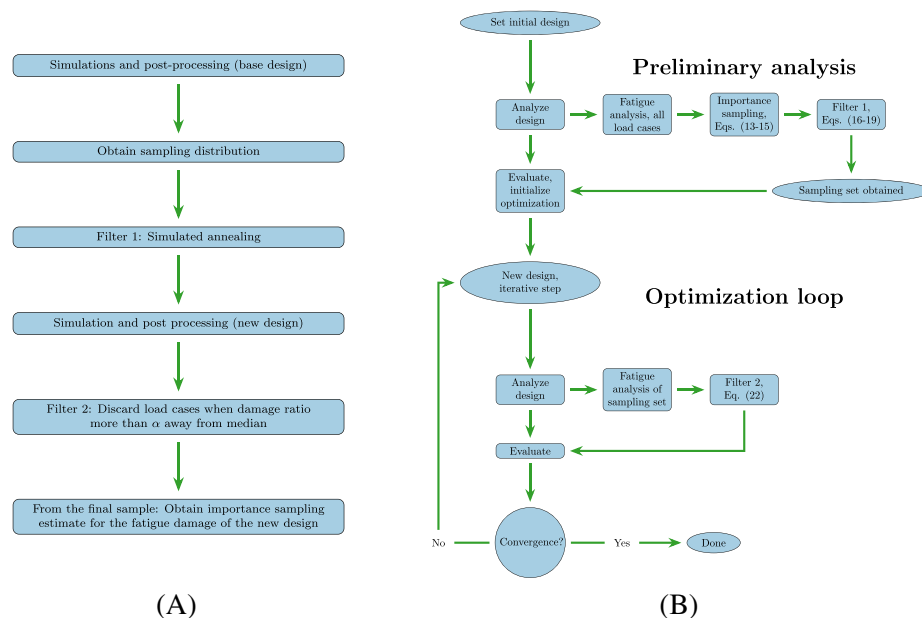 Simulations and post-processing (base design)
Obtain sampling distribution
Filter 1: Simulated annealing
Simulation and post processing (new design)
Filter 2: Discard load cases when damage ratio
more than α away from median
From the final sample: Obtain importance sampling
estimate for the fatigue damage of the new design
(A)
Set initial design
Preliminary analysis
Analyze
design
Fatigue
analysis, all
load cases
Importance
sampling,
Eqs. (13-15)
Filter 1,
Eqs. (16-19)
Evaluate,
initialize
optimization
Sampling set obtained
New design,
iterative step
Optimization loop
Analyze
design
Fatigue
analysis of
sampling set
Filter 2,
Eq. (22)
Evaluate
No
Convergence?
Yes
Done
(B)